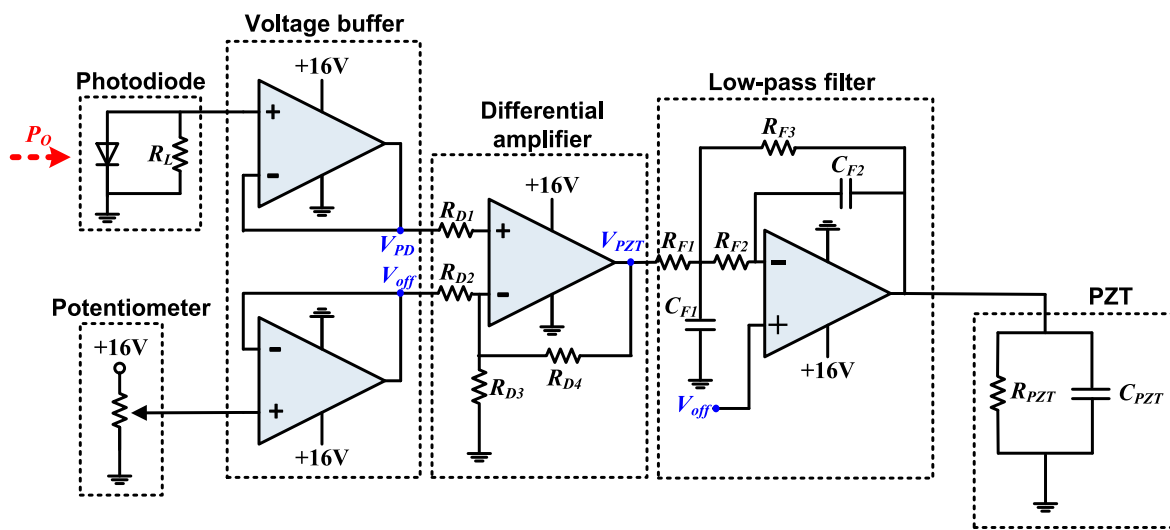 Voltage buffer
Photodiode
+16V
Low-pass filter
Differential
amplifier
P_O
R_L
R_F3
C_F2
+16V
R_D1
V_PD
V_PZT
R_F1
R_F2
V_off
R_D2
Potentiometer
+16V
C_F1
PZT
R_D3
R_D4
+16V
V_off
R_PZT
C_PZT
+16V